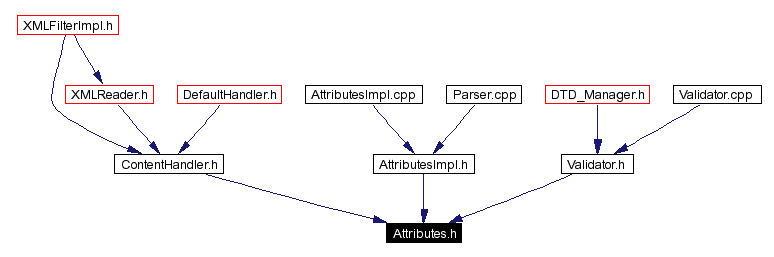 XMLFilterImpl.h
XMLReader.h
DefaultHandler.h
AttributesImpl.cpp
Parser.cpp
DTD_Manager.h
Validator.cpp
ContentHandler.h
AttributesImpl.h
Validator.h
Attributes.h